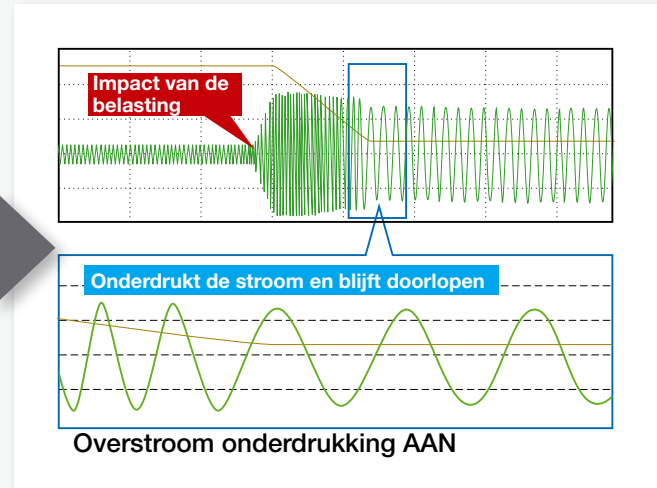 Impact van de
belasting
Onderdrukt de stroom en blijft doorlopen
Overstroom onderdrukking AAN